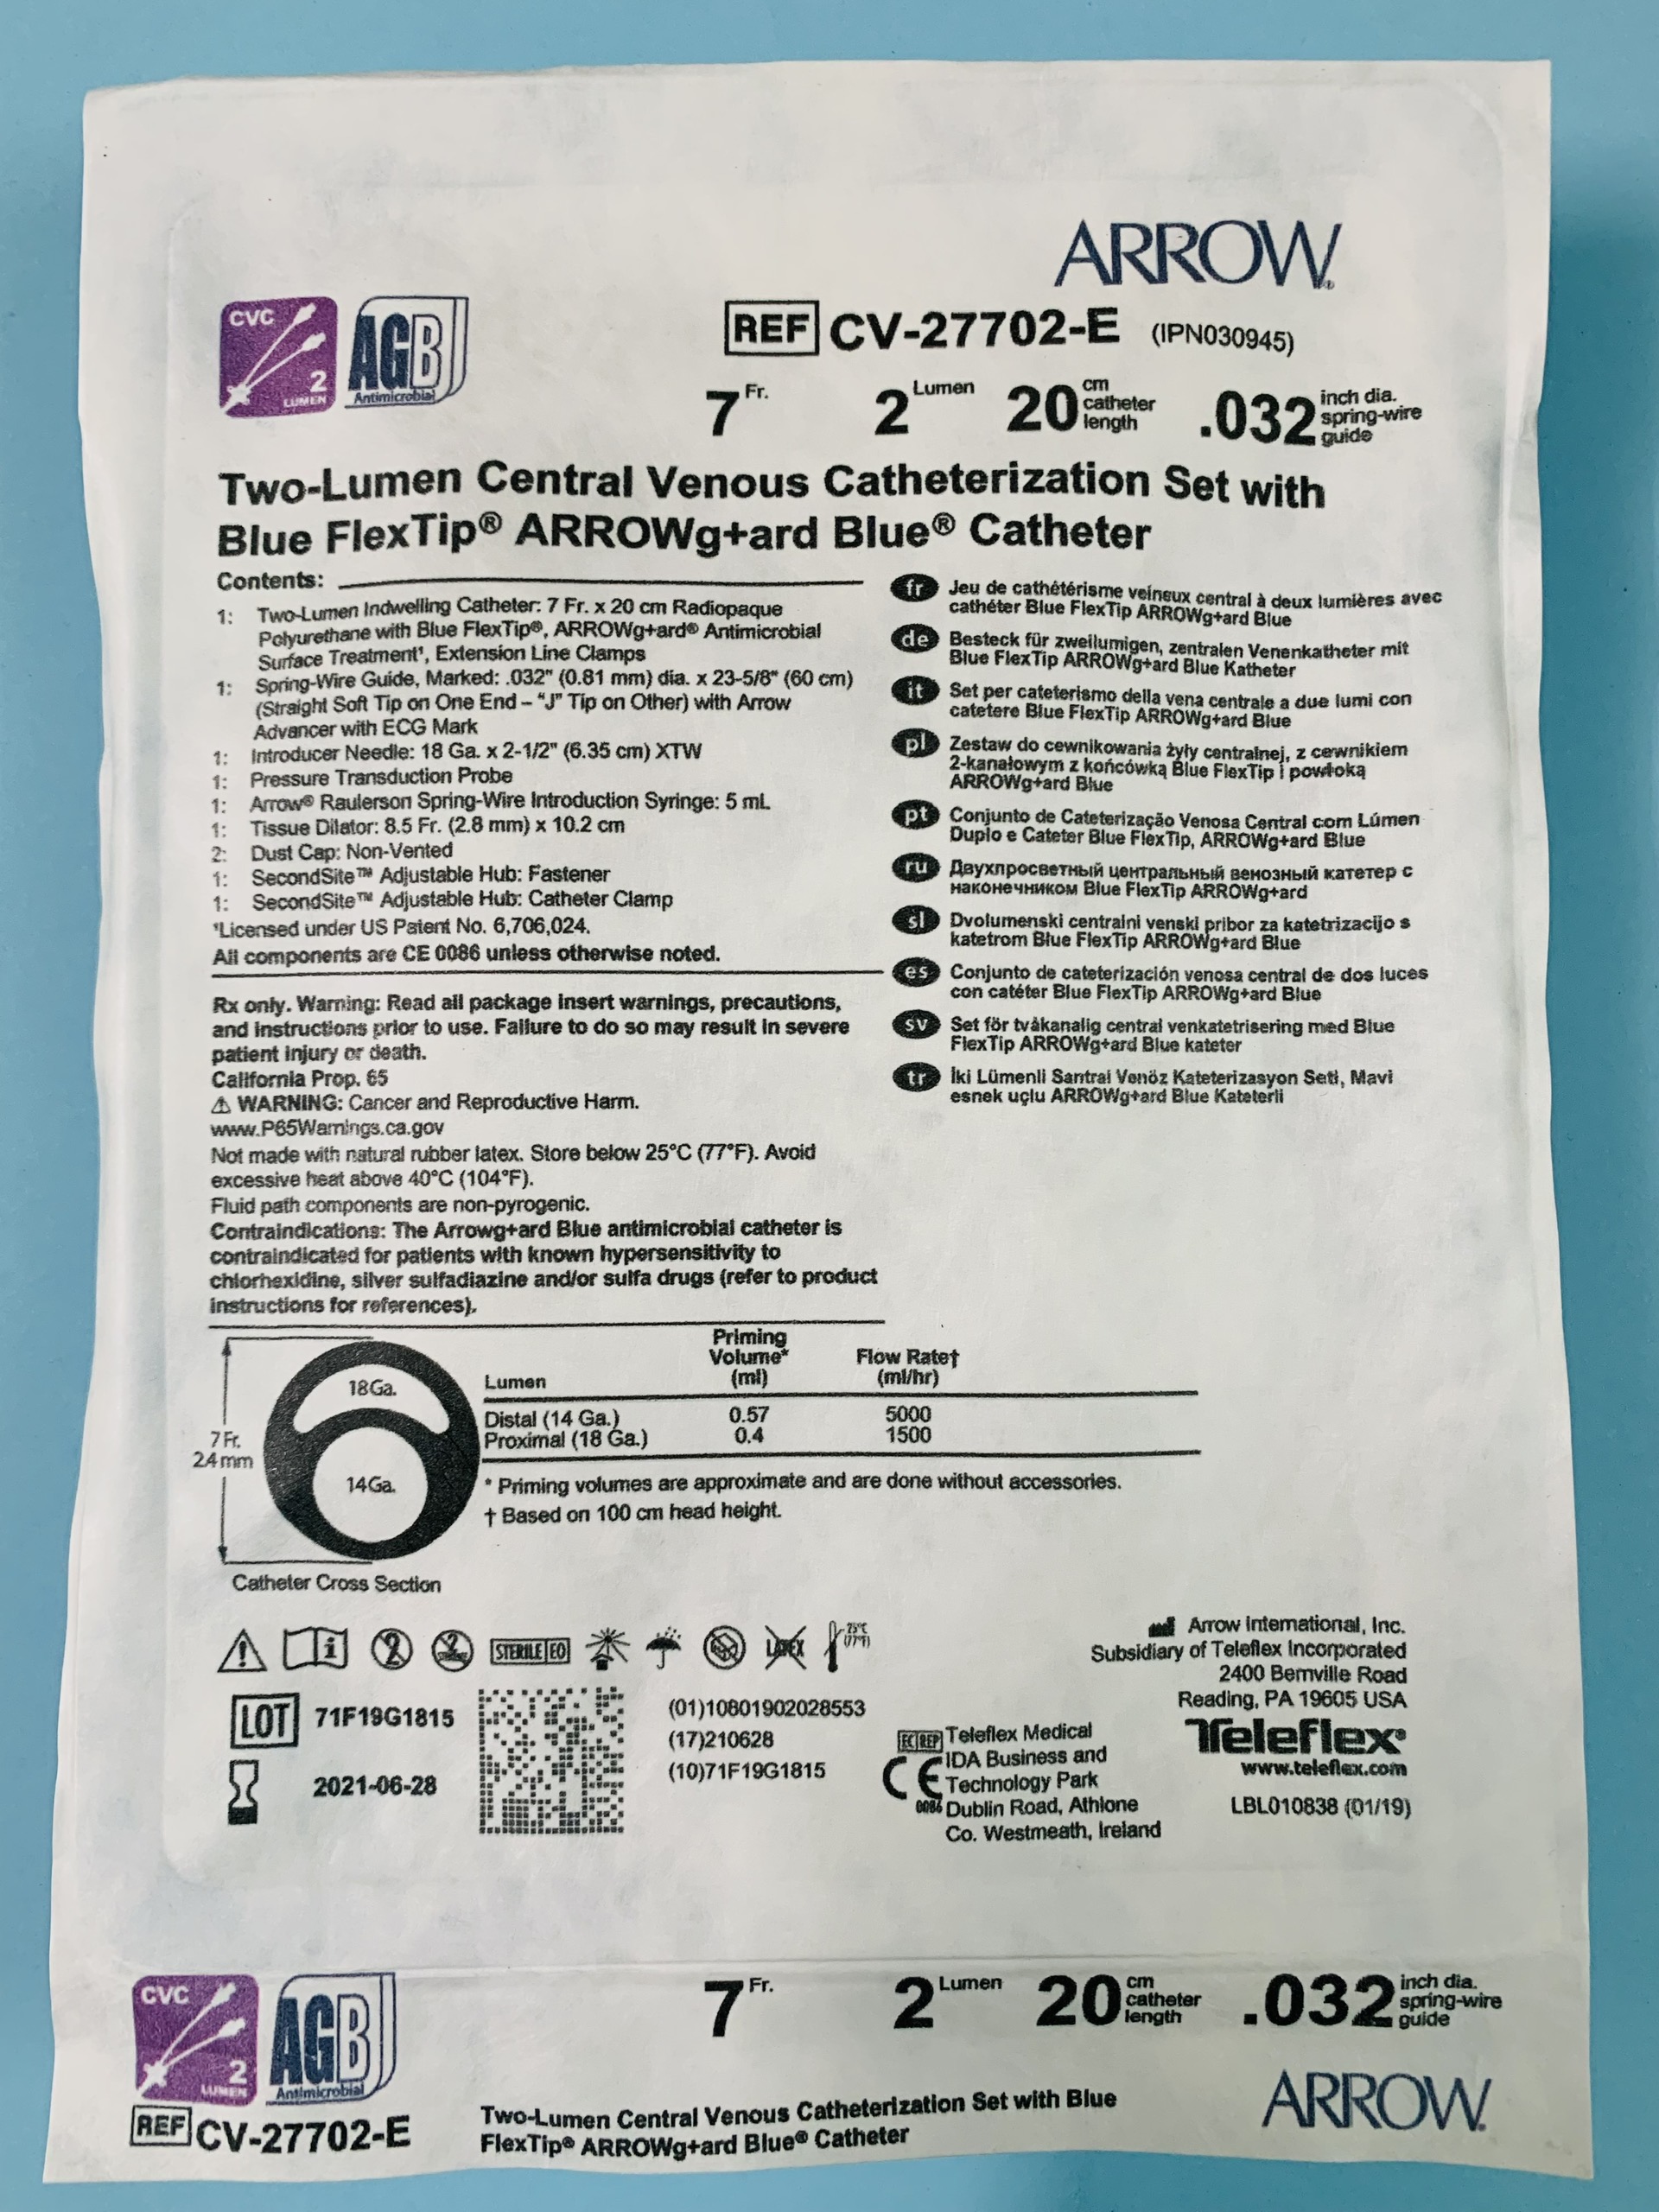 ARROW
CVC
2
LUMEN
AGB
Antimicrobial
REF CV-27702-E (IPN030945)
7 Fr. 2 Lumen 20 cm catheter length .032 inch dia. spring-wire guide
Two-Lumen Central Venous Catheterization Set with
Blue FlexTip® ARROWg+ard Blue® Catheter
Contents:
1: Two-Lumen Indwelling Catheter: 7 Fr. x 20 cm Radiopaque
Polyurethane with Blue FlexTip®, ARROWg+ard® Antimicrobial
Surface Treatment¹, Extension Line Clamps
1: Spring-Wire Guide, Marked: .032" (0.81 mm) dia. x 23-5/8" (60 cm)
(Straight Soft Tip on One End – "J" Tip on Other) with Arrow
Advancer with ECG Mark
1: Introducer Needle: 18 Ga. x 2-1/2" (6.35 cm) XTW
1: Pressure Transduction Probe
1: Arrow® Raulerson Spring-Wire Introduction Syringe: 5 mL
1: Tissue Dilator: 8.5 Fr. (2.8 mm) x 10.2 cm
2: Dust Cap: Non-Vented
1: SecondSite™ Adjustable Hub: Fastener
1: SecondSite™ Adjustable Hub: Catheter Clamp
¹Licensed under US Patent No. 6,706,024.
All components are CE 0086 unless otherwise noted.
Rx only. Warning: Read all package insert warnings, precautions,
and instructions prior to use. Failure to do so may result in severe
patient injury or death.
California Prop. 65
⚠ WARNING: Cancer and Reproductive Harm.
www.P65Warnings.ca.gov
Not made with natural rubber latex. Store below 25°C (77°F). Avoid
excessive heat above 40°C (104°F).
Fluid path components are non-pyrogenic.
Contraindications: The Arrowg+ard Blue antimicrobial catheter is
contraindicated for patients with known hypersensitivity to
chlorhexidine, silver sulfadiazine and/or sulfa drugs (refer to product
instructions for references).
fr Jeu de cathétérisme veineux central à deux lumières avec
cathéter Blue FlexTip ARROWg+ard Blue
de Besteck für zweilumigen, zentralen Venenkatheter mit
Blue FlexTip ARROWg+ard Blue Katheter
it Set per cateterismo della vena centrale a due lumi con
catetere Blue FlexTip ARROWg+ard Blue
pl Zestaw do cewnikowania żyły centralnej, z cewnikiem
2-kanałowym z końcówką Blue FlexTip i powłoką
ARROWg+ard Blue
pt Conjunto de Cateterização Venosa Central com Lúmen
Duplo e Cateter Blue FlexTip, ARROWg+ard Blue
ru Двухпросветный центральный венозный катетер с
наконечником Blue FlexTip ARROWg+ard
sl Dvolumenski centralni venski pribor za katetrizacijo s
katetrom Blue FlexTip ARROWg+ard Blue
es Conjunto de cateterización venosa central de dos luces
con catéter Blue FlexTip ARROWg+ard Blue
sv Set för tvåkanalig central venkatetrisering med Blue
FlexTip ARROWg+ard Blue kateter
tr İki Lümenli Santral Venöz Kateterizasyon Seti, Mavi
esnek uçlu ARROWg+ard Blue Kateterli
7 Fr.
2.4 mm
18 Ga.
14 Ga.
Catheter Cross Section
Lumen Priming Volume* (ml) Flow Rate† (ml/hr)
Distal (14 Ga.) 0.57 5000
Proximal (18 Ga.) 0.4 1500
* Priming volumes are approximate and are done without accessories.
† Based on 100 cm head height.
STERILE EO
LATEX
25°C
(77°F)
LOT 71F19G1815
2021-06-28
(01)10801902028553
(17)210628
(10)71F19G1815
EC REP Teleflex Medical
IDA Business and
Technology Park
Dublin Road, Athlone
Co. Westmeath, Ireland
CE
0086
Arrow International, Inc.
Subsidiary of Teleflex Incorporated
2400 Bernville Road
Reading, PA 19605 USA
Teleflex®
www.teleflex.com
LBL010838 (01/19)
CVC
2
LUMEN
AGB
Antimicrobial
REF CV-27702-E
7 Fr. 2 Lumen 20 cm catheter length .032 inch dia. spring-wire guide
Two-Lumen Central Venous Catheterization Set with Blue
FlexTip® ARROWg+ard Blue® Catheter
ARROW